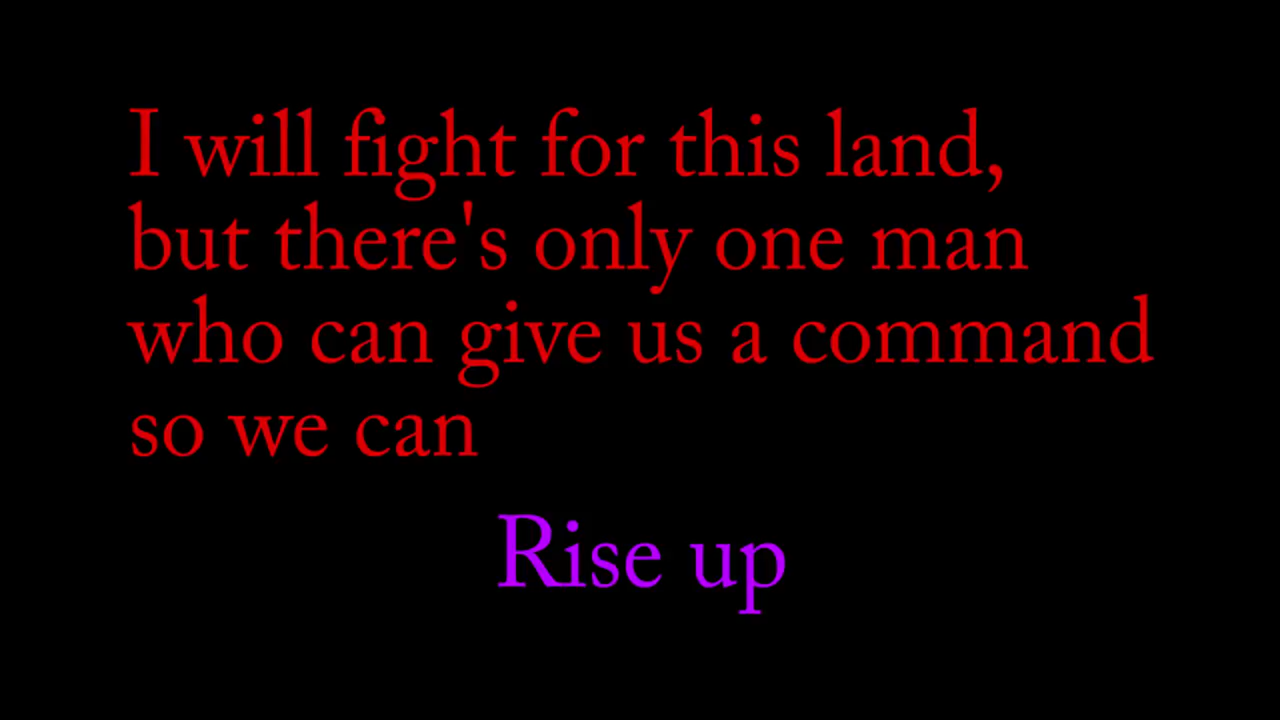 I will fight for this land,
but there's only one man
who can give us a command
so we can
Rise up